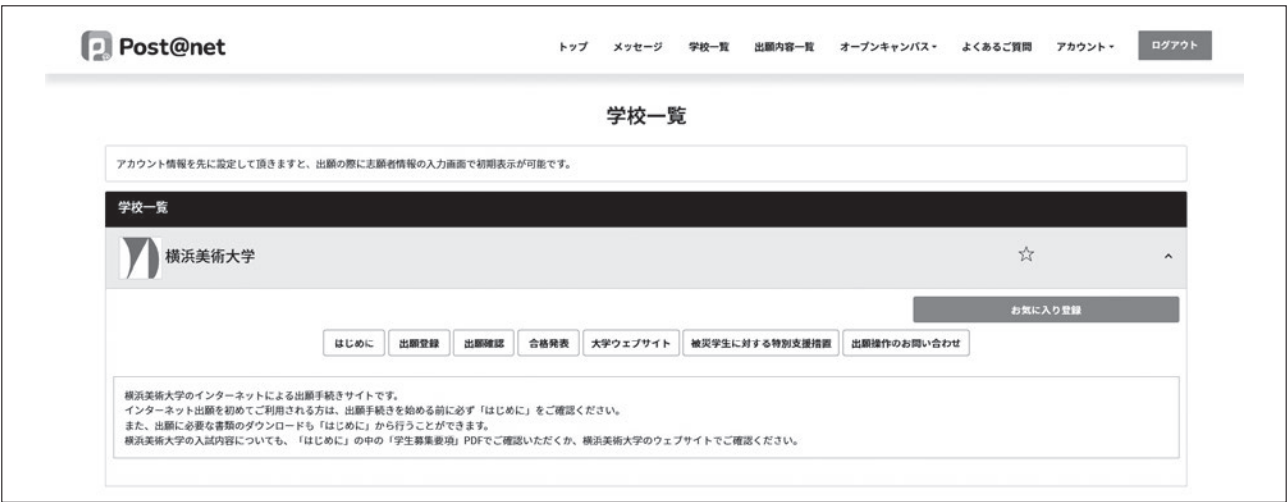 Post@net
トップ メッセージ 学校一覧 出願内容一覧 オープンキャンパス よくあるご質問 アカウント ログアウト
学校一覧
アカウント情報を先に設定して頂きますと、出願の際に志願者情報の入力画面で初期表示が可能です。
学校一覧
横浜美術大学
お気に入り登録
はじめに 出願登録 出願確認 合格発表 大学ウェブサイト 被災学生に対する特別支援措置 出願操作のお問い合わせ
横浜美術大学のインターネットによる出願手続きサイトです。
インターネット出願を初めてご利用される方は、出願手続きを始める前に必ず「はじめに」をご確認ください。
また、出願に必要な書類のダウンロードも「はじめに」から行うことができます。
横浜美術大学の入試内容についても、「はじめに」の中の「学生募集要項」PDFでご確認いただくか、横浜美術大学のウェブサイトでご確認ください。